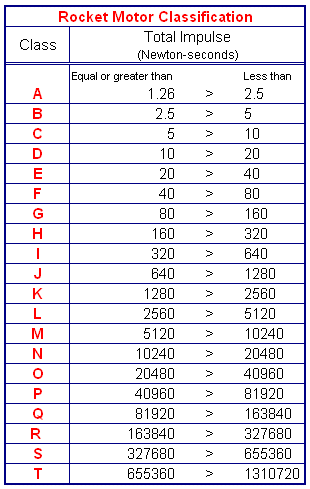 Rocket Motor Classification
Class Total Impulse
(Newton-seconds)
Equal or greater than Less than
A 1.26 > 2.5
B 2.5 > 5
C 5 > 10
D 10 > 20
E 20 > 40
F 40 > 80
G 80 > 160
H 160 > 320
I 320 > 640
J 640 > 1280
K 1280 > 2560
L 2560 > 5120
M 5120 > 10240
N 10240 > 20480
O 20480 > 40960
P 40960 > 81920
Q 81920 > 163840
R 163840 > 327680
S 327680 > 655360
T 655360 > 1310720